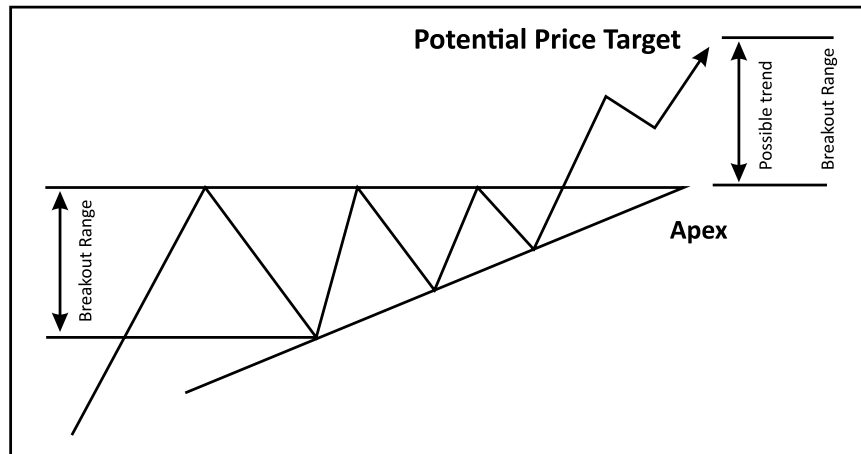 Potential Price Target
Possible trend
Breakout Range
Breakout Range
Apex